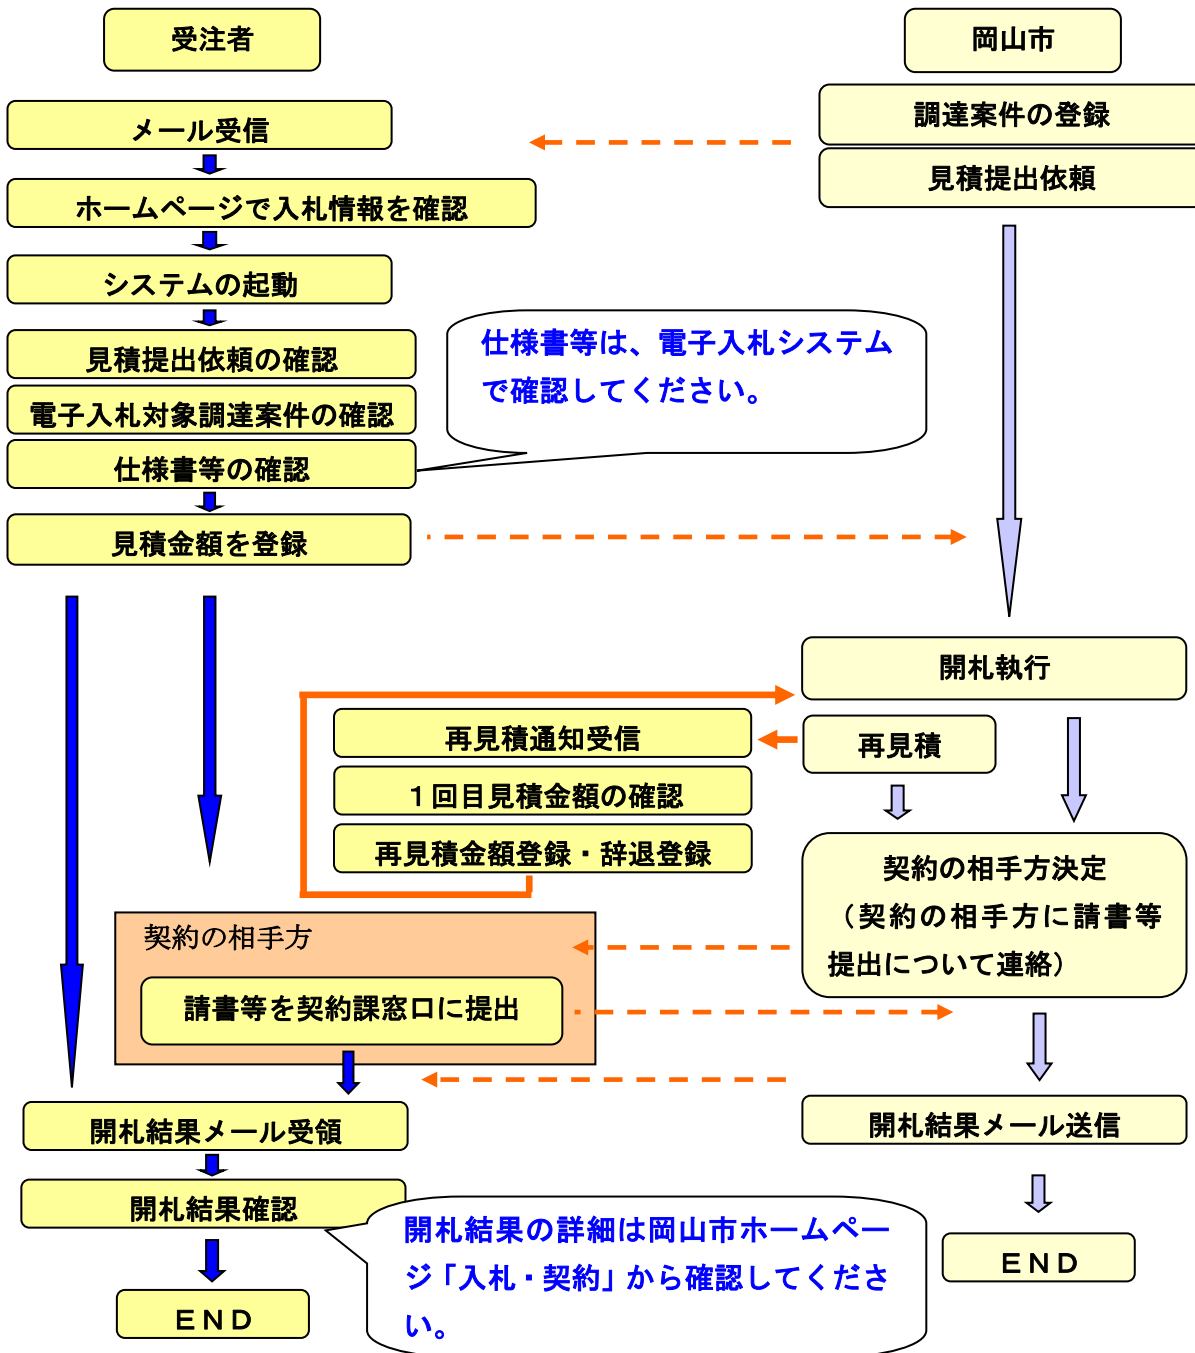 受注者
岡山市
メール受信
調達案件の登録
見積提出依頼
ホームページで入札情報を確認
システムの起動
見積提出依頼の確認
電子入札対象調達案件の確認
仕様書等の確認
仕様書等は、電子入札システム
で確認してください。
見積金額を登録
開札執行
再見積通知受信
再見積
１回目見積金額の確認
再見積金額登録・辞退登録
契約の相手方決定
（契約の相手方に請書等
提出について連絡）
契約の相手方
請書等を契約課窓口に提出
開札結果メール受領
開札結果メール送信
開札結果確認
開札結果の詳細は岡山市ホームペー
ジ「入札・契約」から確認してくださ
い。
ＥＮＤ
ＥＮＤ